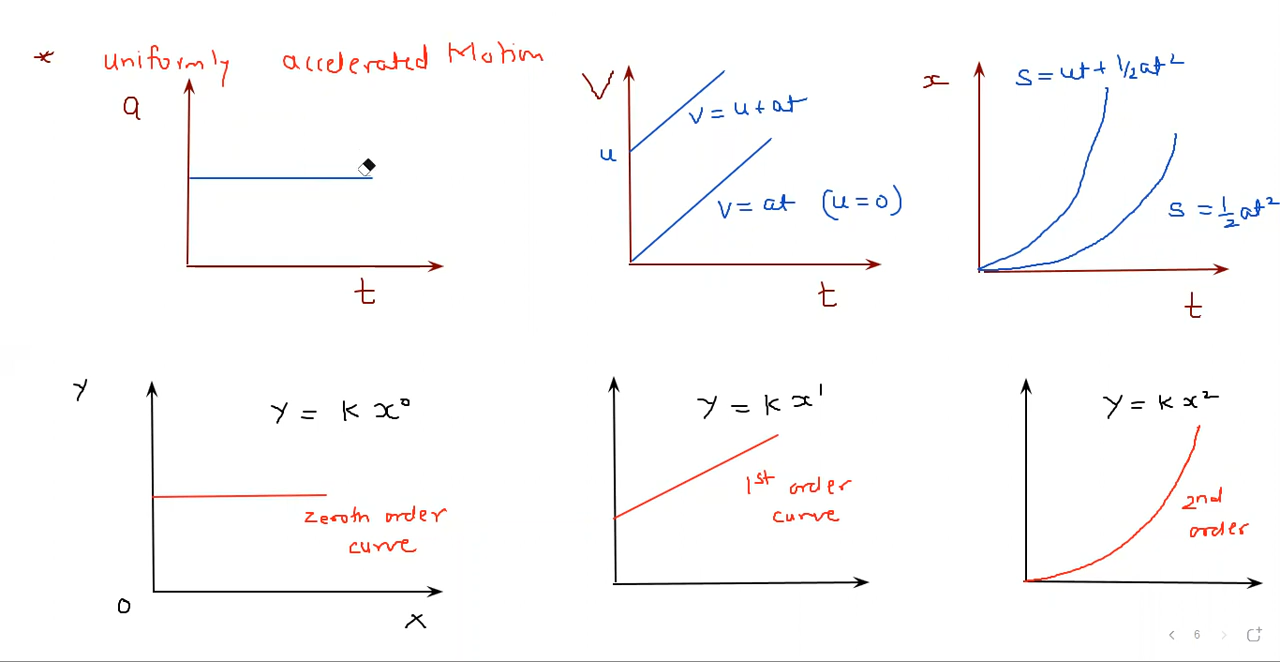 * uniformly accelerated Motion
a
t
V
u
v = u + at
v = at (u = 0)
t
x
s = ut + 1/2 at²
s = 1/2 at²
t
Y
Y = K x⁰
zeroth order
curve
0
X
Y = K x¹
1st order
curve
Y = K x²
2nd
order
6